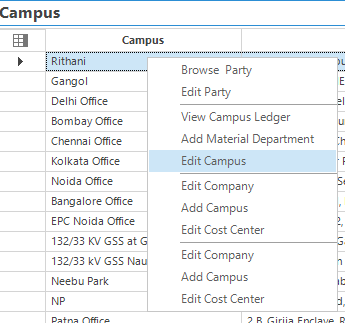 Campus
Campus
Rithani
Gangol
Delhi Office
Bombay Office
Chennai Office
Kolkata Office
Noida Office
Bangalore Office
EPC Noida Office
132/33 KV GSS at G
132/33 kV GSS Nau
Neebu Park
NP
Patna Office
2 B, Girija Enclave, R
Browse Party
Edit Party
View Campus Ledger
Add Material Department
Edit Campus
Edit Company
Add Campus
Edit Cost Center
Edit Company
Add Campus
Edit Cost Center